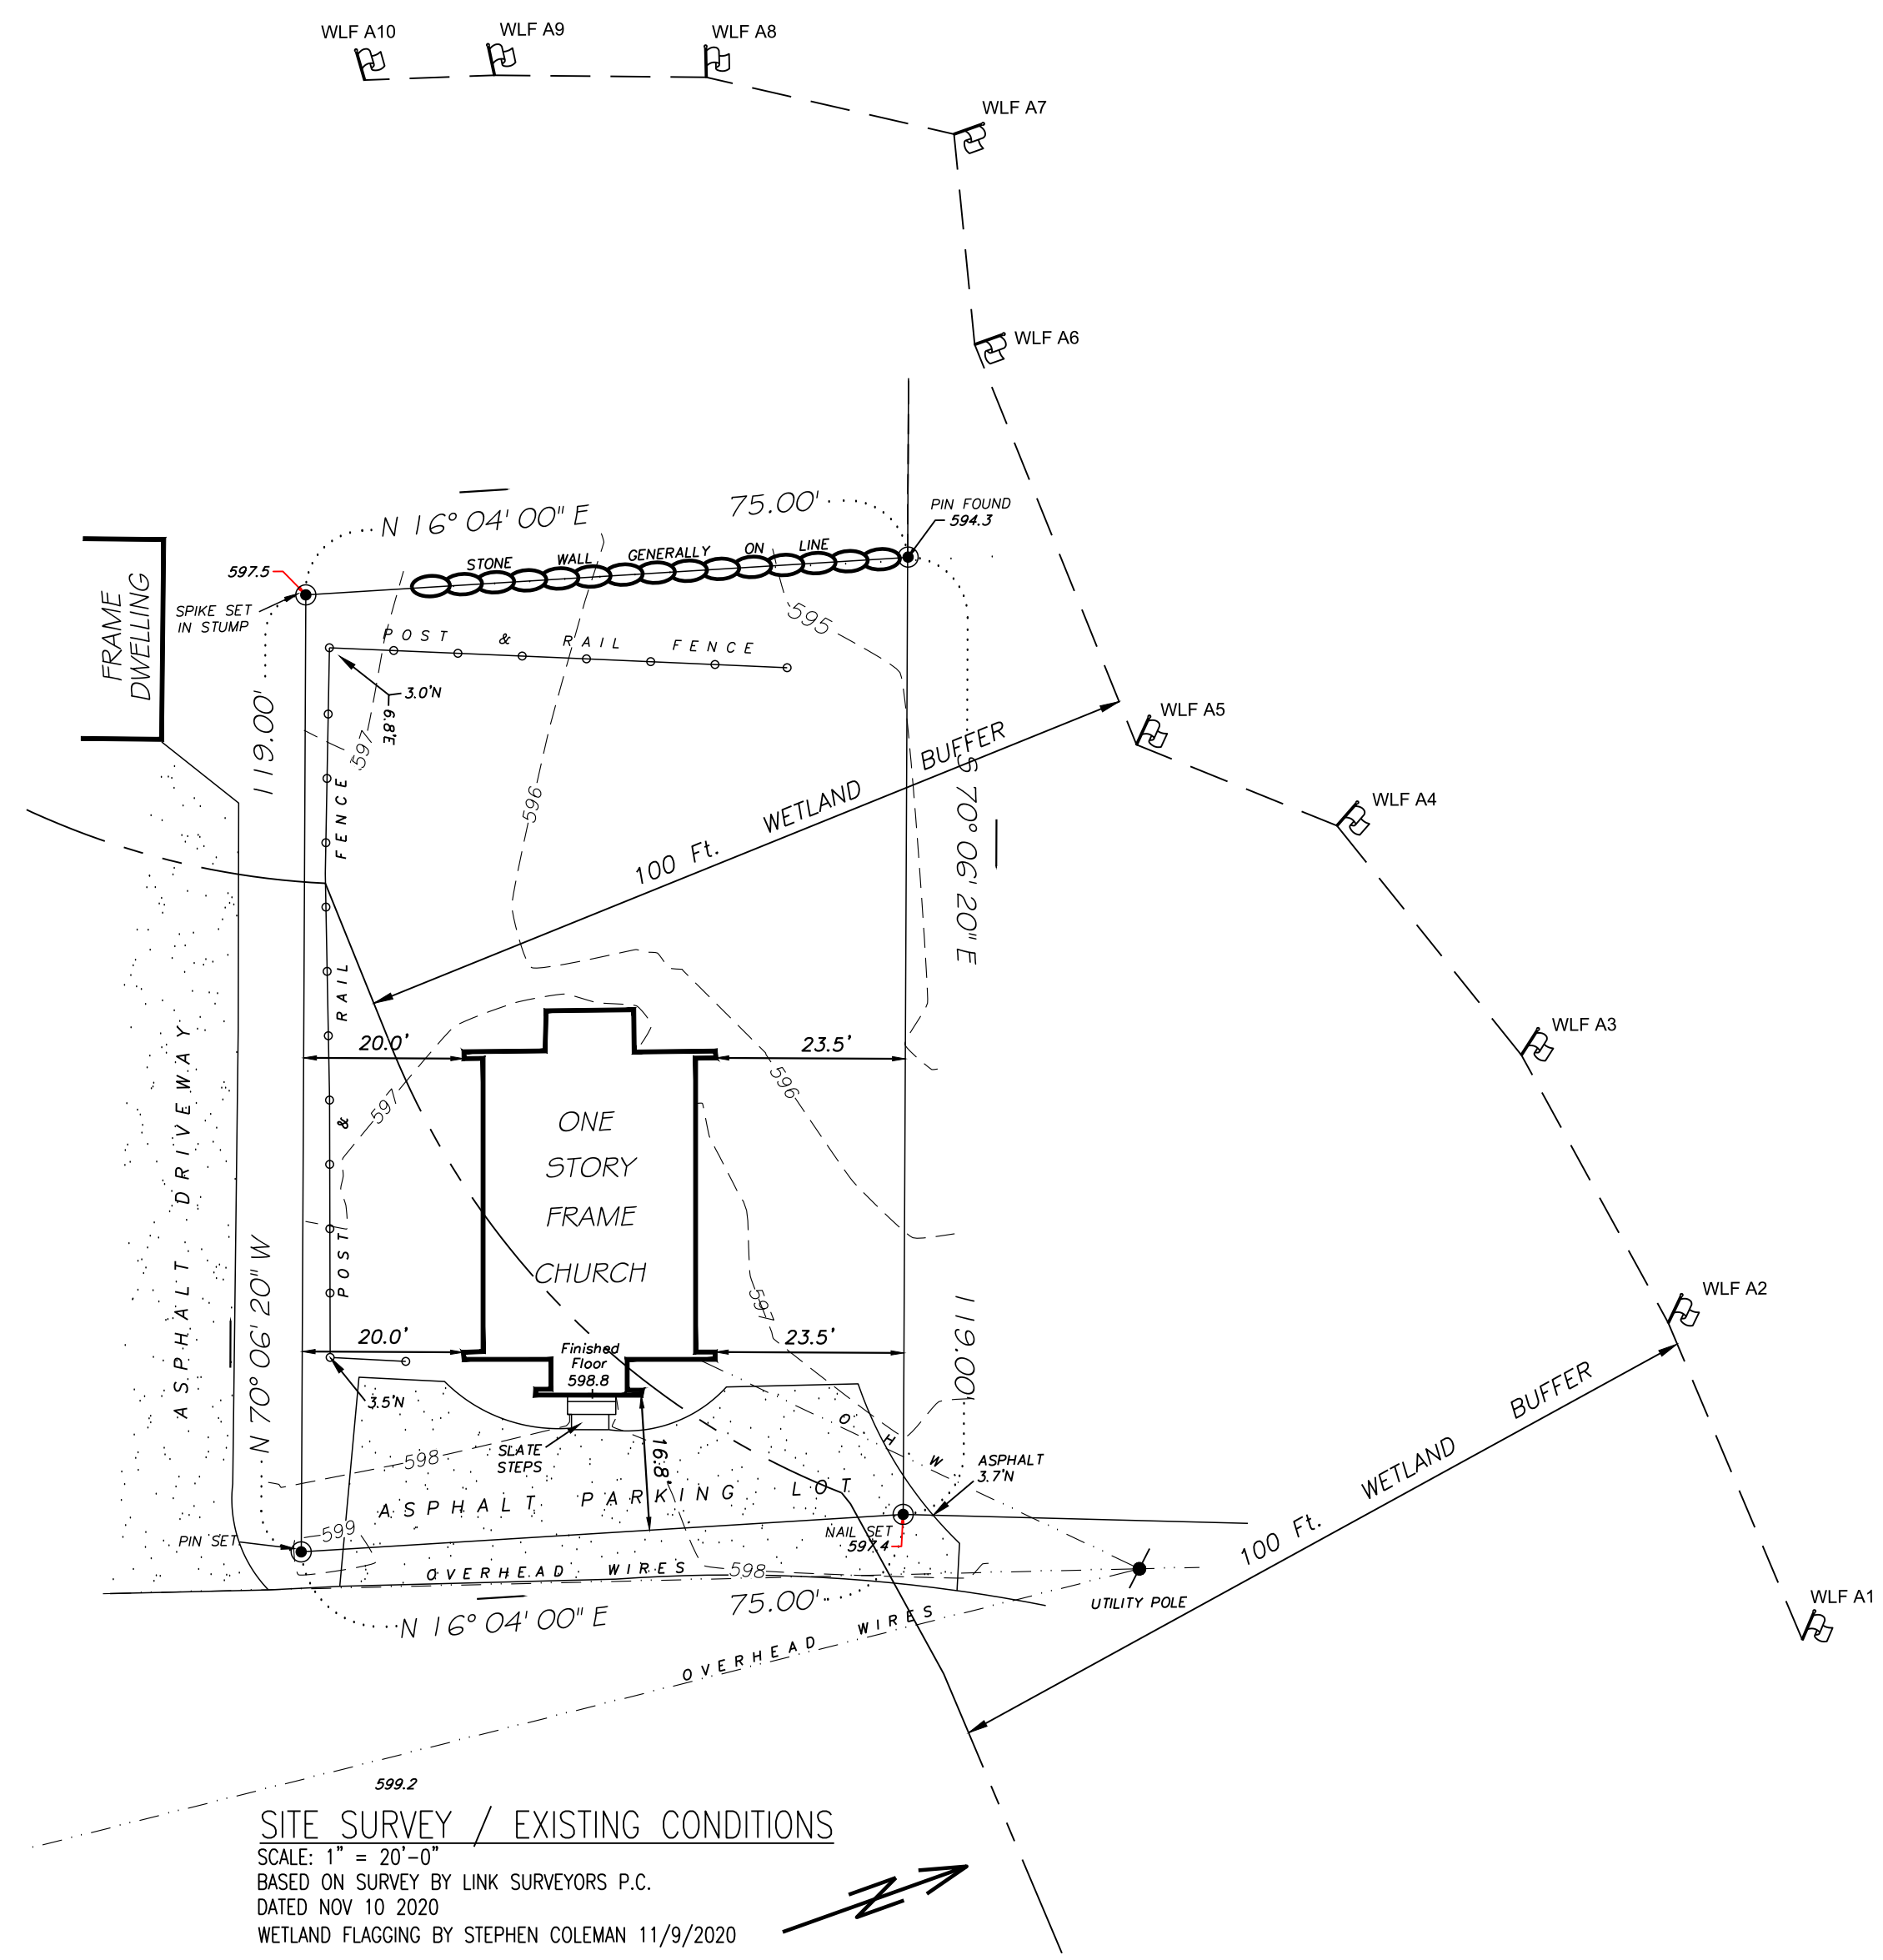 WLF A10
WLF A9
WLF A8
WLF A7
WLF A6
N 16° 04' 00" E
75.00'
PIN FOUND
594.3
STONE WALL GENERALLY ON LINE
597.5
SPIKE SET
IN STUMP
FRAME
DWELLING
595
POST & RAIL FENCE
3.0'N
6.8'E
119.00'
597
596
WLF A5
100 Ft. WETLAND BUFFER
S 70° 06' 20" E
WLF A4
POST & RAIL FENCE
ASPHALT DRIVEWAY
20.0'
23.5'
WLF A3
597
596
ONE
STORY
FRAME
CHURCH
N 70° 06' 20" W
597
119.00'
WLF A2
20.0'
23.5'
Finished
Floor
598.8
3.5'N
OHW
SLATE
STEPS
16.8'
598
ASPHALT
3.7'N
100 Ft. WETLAND BUFFER
ASPHALT PARKING LOT
PIN SET
599
NAIL SET
597.4
OVERHEAD WIRES
598
UTILITY POLE
WLF A1
N 16° 04' 00" E
75.00'
OVERHEAD WIRES
599.2
SITE SURVEY / EXISTING CONDITIONS
SCALE: 1" = 20'-0"
BASED ON SURVEY BY LINK SURVEYORS P.C.
DATED NOV 10 2020
WETLAND FLAGGING BY STEPHEN COLEMAN 11/9/2020